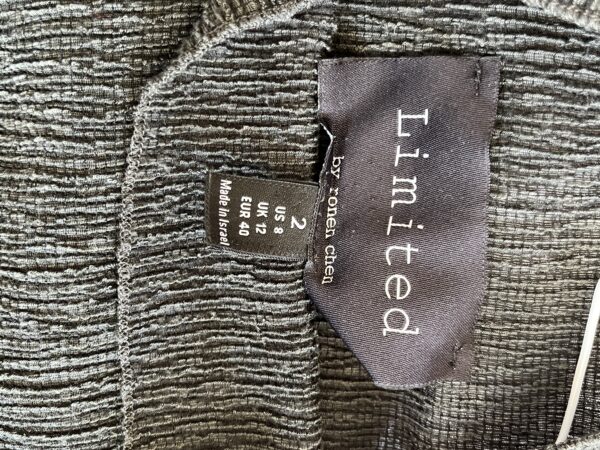 Limited
by ronen chen
2
US 8
UK 12
EUR 40
Made In Israel